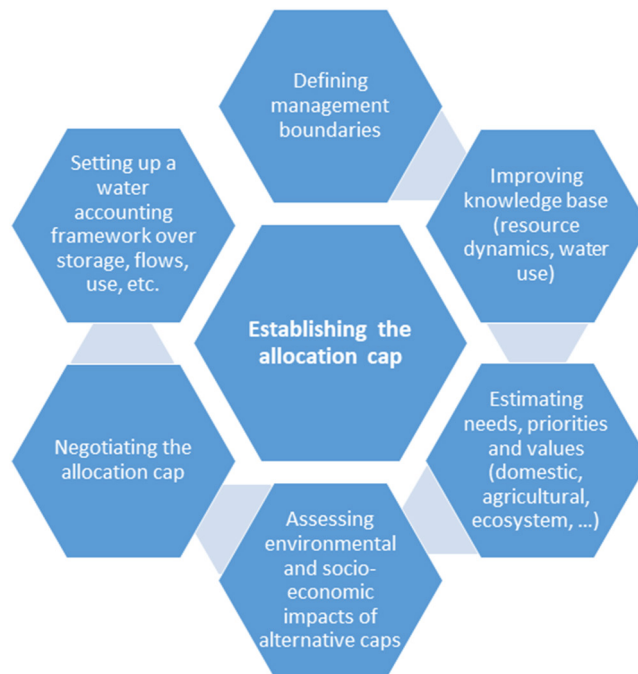 Defining
management
boundaries
Improving
knowledge base
(resource
dynamics, water
use)
Estimating
needs, priorities
and values
(domestic,
agricultural,
ecosystem, ...)
Assessing
environmental
and socio-
economic
impacts of
alternative caps
Negotiating the
allocation cap
Setting up a
water
accounting
framework over
storage, flows,
use, etc.
Establishing the
allocation cap